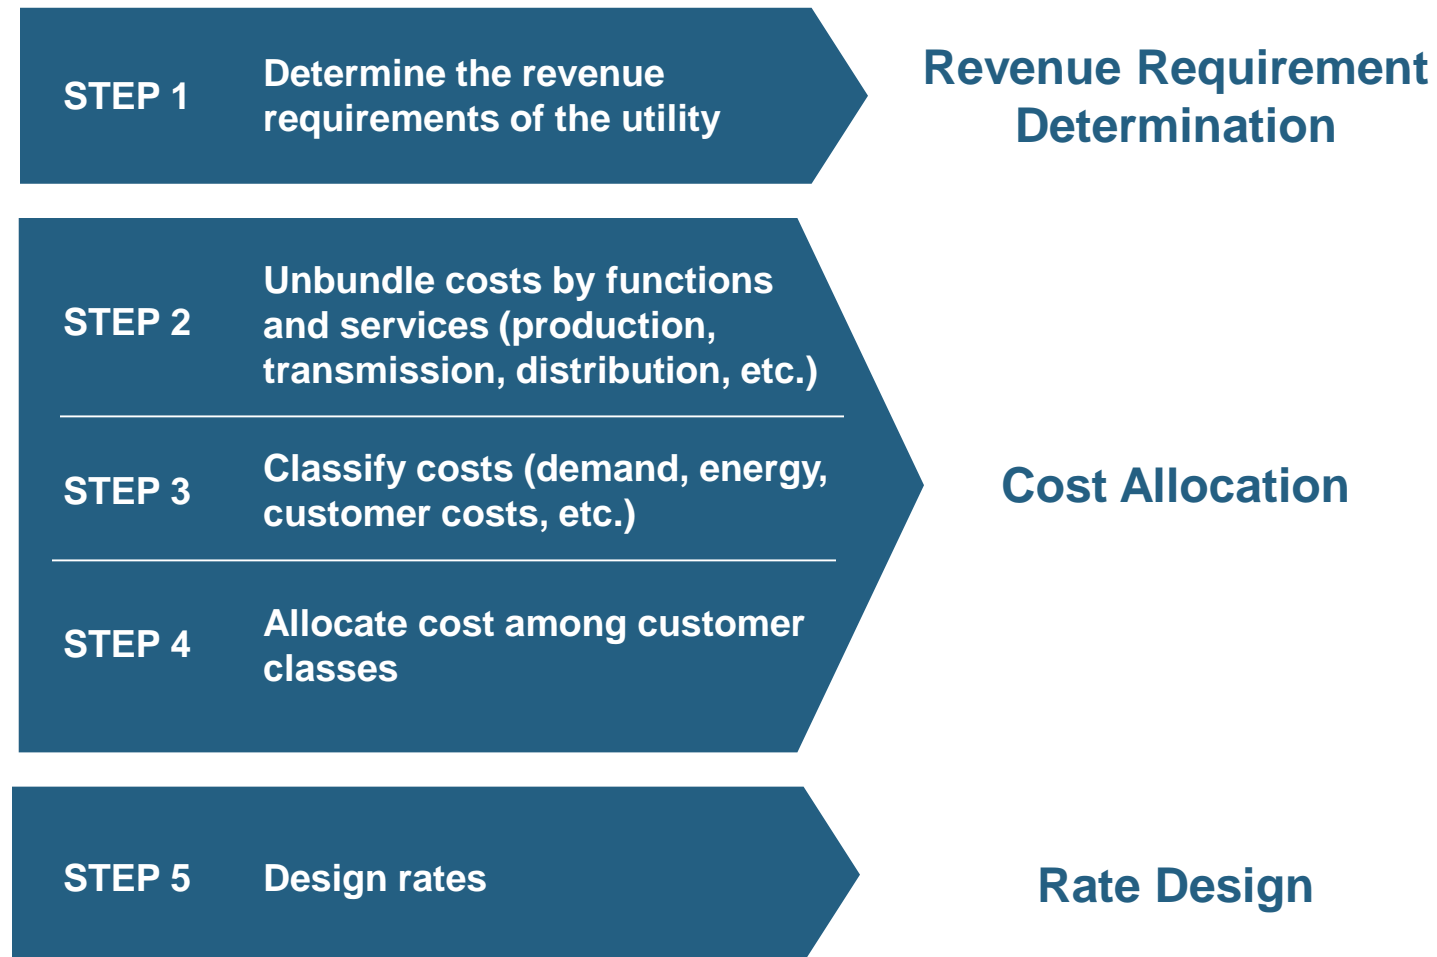 STEP 1
Determine the revenue
requirements of the utility
Revenue Requirement
Determination
STEP 2
Unbundle costs by functions
and services (production,
transmission, distribution, etc.)
STEP 3
Classify costs (demand, energy,
customer costs, etc.)
STEP 4
Allocate cost among customer
classes
Cost Allocation
STEP 5
Design rates
Rate Design